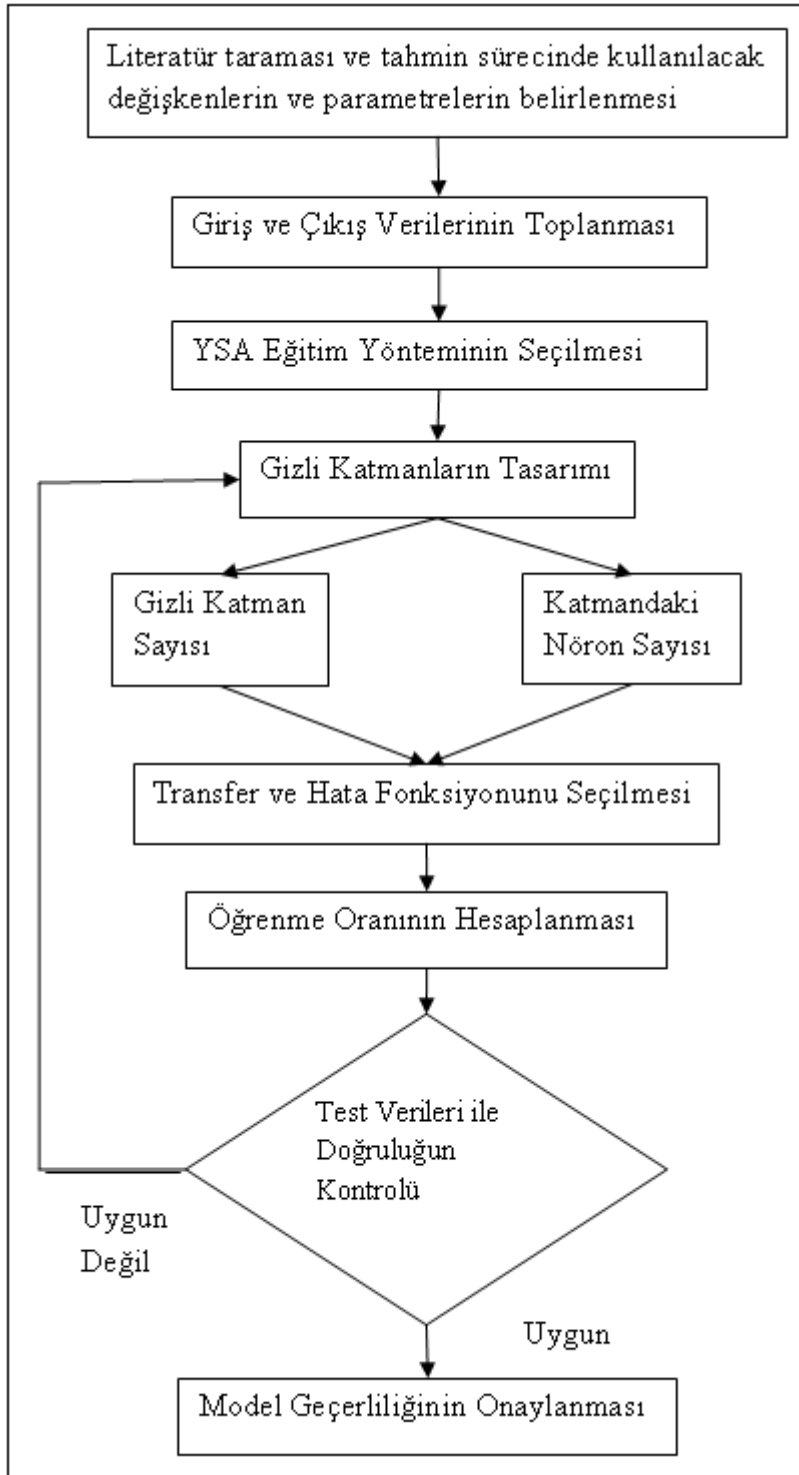 Literatür taraması ve tahmin sürecinde kullanılacak
değişkenlerin ve parametrelerin belirlenmesi
Giriş ve Çıkış Verilerinin Toplanması
YSA Eğitim Yönteminin Seçilmesi
Gizli Katmanların Tasarımı
Gizli Katman
Sayısı
Katmandaki
Nöron Sayısı
Transfer ve Hata Fonksiyonunu Seçilmesi
Öğrenme Oranının Hesaplanması
Test Verileri ile
Doğruluğun
Kontrolü
Uygun
Değil
Uygun
Model Geçerliliğinin Onaylanması